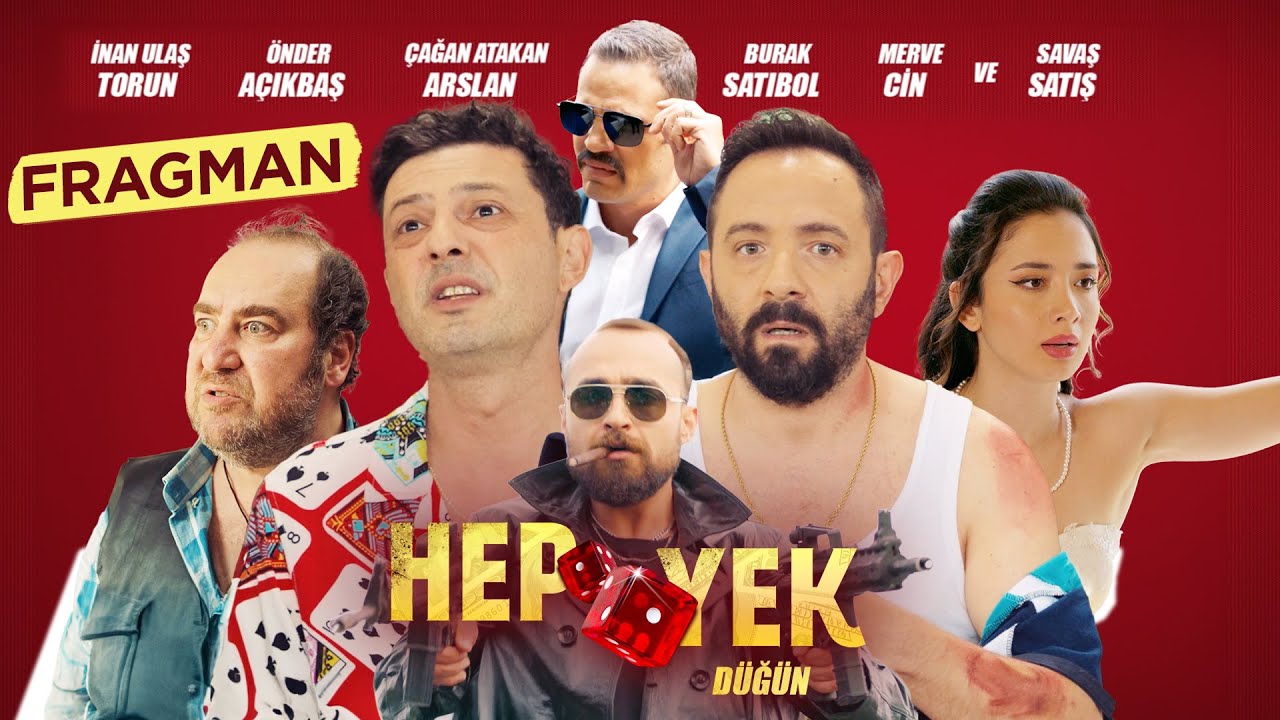 İNAN ULAŞ
TORUN
ÖNDER
AÇIKBAŞ
ÇAĞAN ATAKAN
ARSLAN
BURAK
SATIBOL
MERVE
CİN
VE
SAVAŞ
SATIŞ
FRAGMAN
HEP YEK
DÜĞÜN